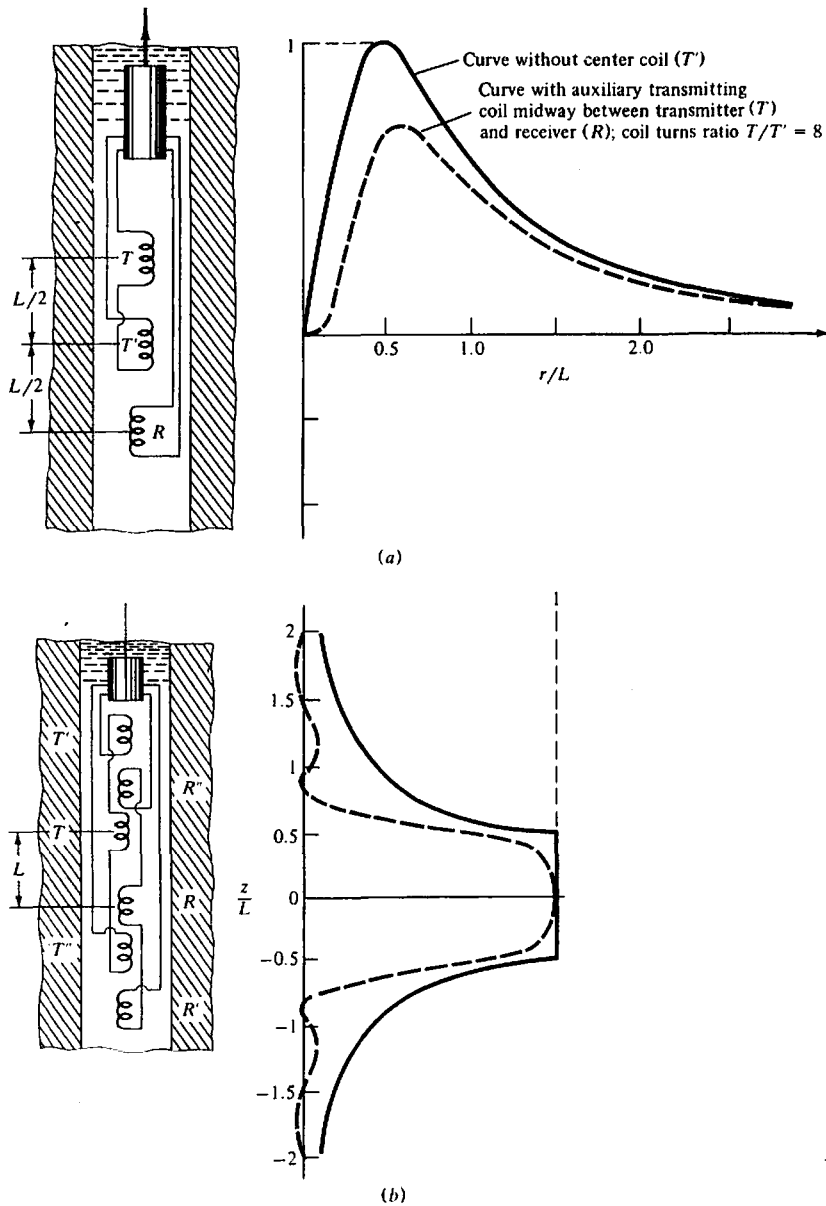 1
Curve without center coil (T′)
Curve with auxiliary transmitting
coil midway between transmitter (T)
and receiver (R); coil turns ratio T/T′ = 8
T
L/2
T′
L/2
R
0.5
1.0
2.0
r/L
(a)
1
2
1.5
1
0.5
0
−0.5
−1
−1.5
−2
z/L
T′
R″
T
L
R
T″
R′
(b)